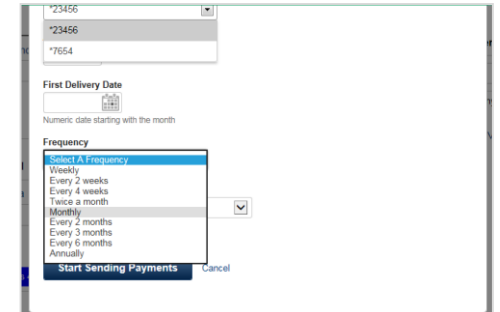 *23456
*23456
*7654
First Delivery Date
Numeric date starting with the month
Frequency
Select A Frequency
Weekly
Every 2 weeks
Every 4 weeks
Twice a month
Monthly
Every 2 months
Every 3 months
Every 6 months
Annually
Start Sending Payments Cancel